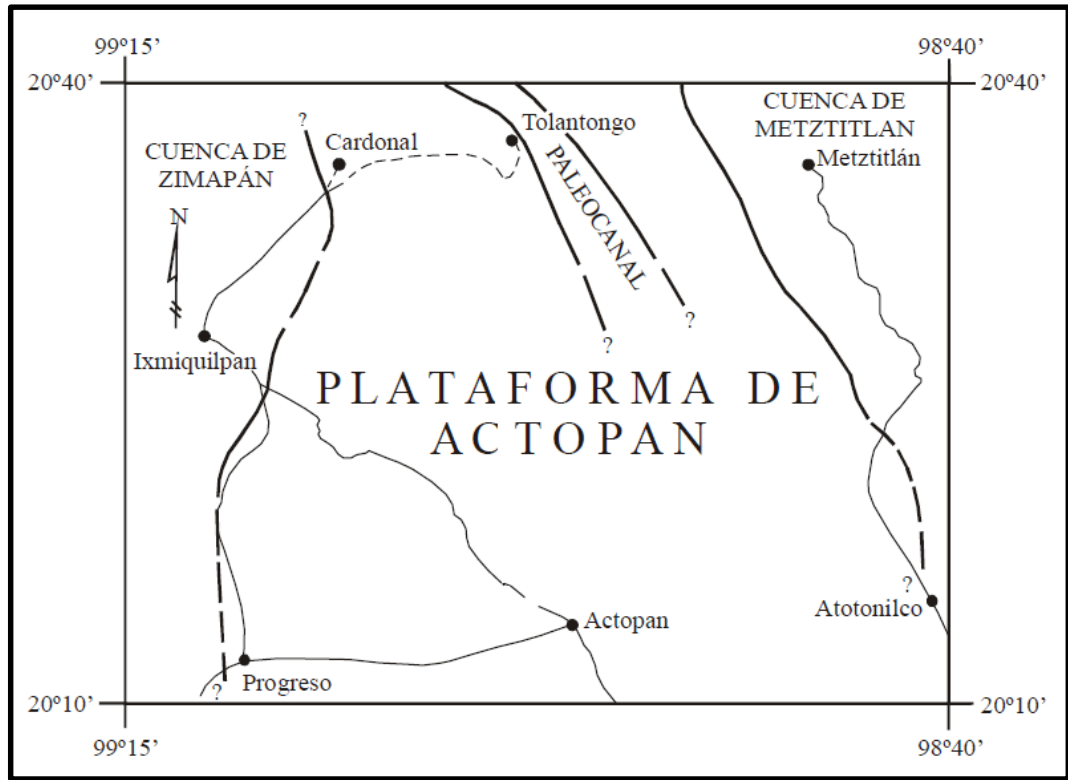 99º15’
98º40’
20º40’
20º40’
CUENCA DE
METZTITLAN
?
Tolantongo
Cardonal
Metztitlán
CUENCA DE
ZIMAPÁN
PALEOCANAL
N
?
?
Ixmiquilpan
PLATAFORMA DE
ACTOPAN
?
Atotonilco
Actopan
Progreso
?
20º10’
20º10’
99º15’
98º40’